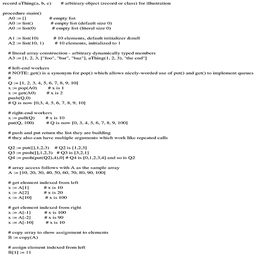 record aThing(a, b, c) # arbitrary object (record or class) for illustration
procedure main()
A0 := [] # empty list
A0 := list() # empty list (default size 0)
A0 := list(0) # empty list (literal size 0)
A1 := list(10) # 10 elements, default initializer &null
A2 := list(10, 1) # 10 elements, initialized to 1
# literal array construction - arbitrary dynamically typed members
A3 := [1, 2, 3, ["foo", "bar", "baz"], aThing(1, 2, 3), "the end"]
# left-end workers
# NOTE: get() is a synonym for pop() which allows nicely-worded use of put() and get() to implement queues
#
Q := [1, 2, 3, 4, 5, 6, 7, 8, 9, 10]
x := pop(A0) # x is 1
x := get(A0) # x is 2
push(Q,0)
# Q is now [0,3, 4, 5, 6, 7, 8, 9, 10]
# right-end workers
x := pull(Q) # x is 10
put(Q, 100) # Q is now [0, 3, 4, 5, 6, 7, 8, 9, 100]
# push and put return the list they are building
# they also can have multiple arguments which work like repeated calls
Q2 := put([],1,2,3) # Q2 is [1,2,3]
Q3 := push([],1,2,3) # Q3 is [3,2,1]
Q4 := push(put(Q2),4),0] # Q4 is [0,1,2,3,4] and so is Q2
# array access follows with A as the sample array
A := [10, 20, 30, 40, 50, 60, 70, 80, 90, 100]
# get element indexed from left
x := A[1] # x is 10
x := A[2] # x is 20
x := A[10] # x is 100
# get element indexed from right
x := A[-1] # x is 100
x := A[-2] # x is 90
x := A[-10] # x is 10
# copy array to show assignment to elements
B := copy(A)
# assign element indexed from left
B[1] := 11